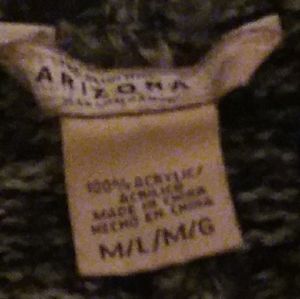 ARIZONA
100% ACRYLIC/
ACRILICO
MADE IN CHINA
HECHO EN CHINA
M/L/M/G